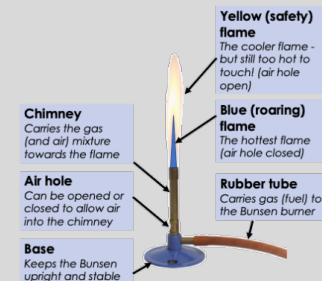 Yellow (safety)
flame
The cooler flame -
but still too hot to
touch! (air hole
open)
Blue (roaring)
flame
The hottest flame
(air hole closed)
Chimney
Carries the gas
(and air) mixture
towards the flame
Air hole
Can be opened or
closed to allow air
into the chimney
Rubber tube
Carries gas (fuel) to
the Bunsen burner
Base
Keeps the Bunsen
upright and stable